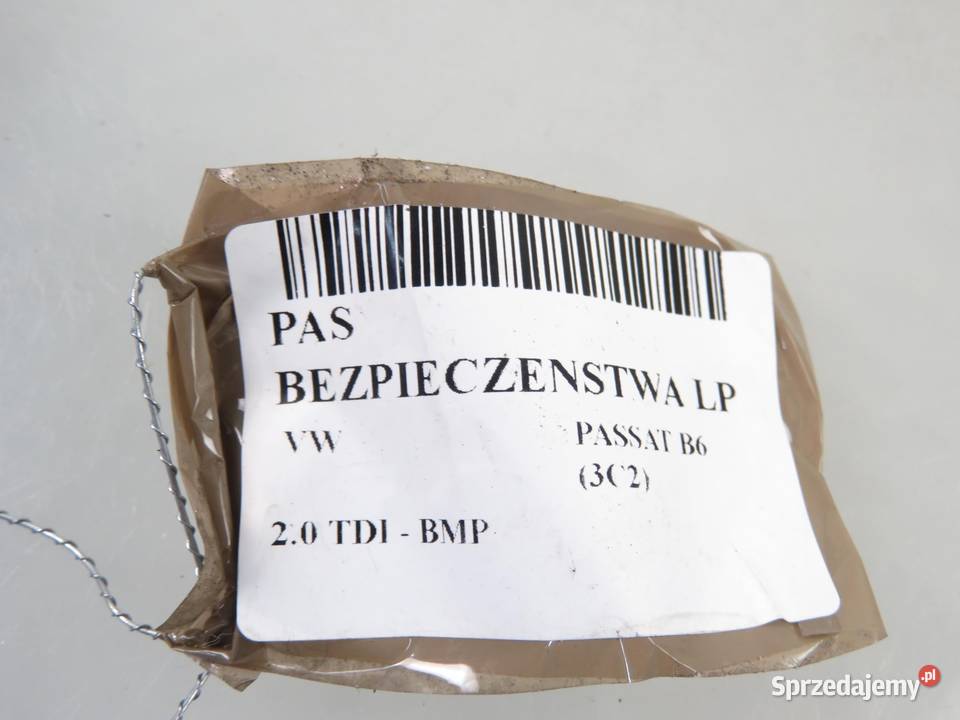 PAS
BEZPIECZENSTWA LP
VW PASSAT B6
(3C2)
2.0 TDI - BMP
Sprzedajemy.pl